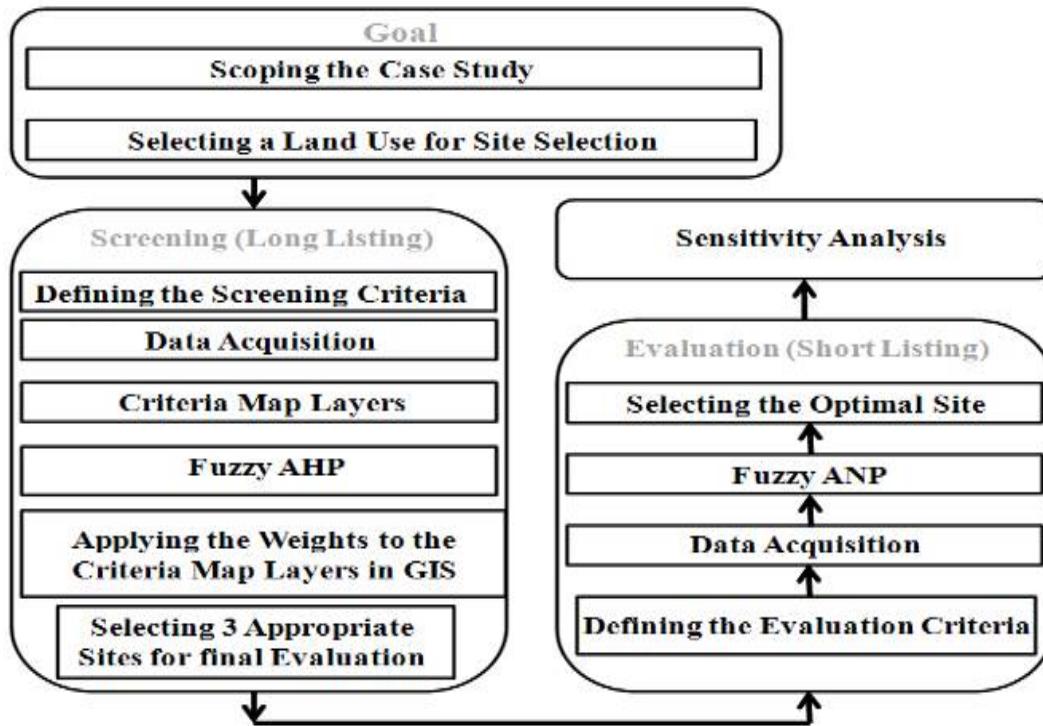 Goal
Scoping the Case Study
Selecting a Land Use for Site Selection
Screening (Long Listing)
Defining the Screening Criteria
Data Acquisition
Criteria Map Layers
Fuzzy AHP
Applying the Weights to the
Criteria Map Layers in GIS
Selecting 3 Appropriate
Sites for final Evaluation
Sensitivity Analysis
Evaluation (Short Listing)
Selecting the Optimal Site
Fuzzy ANP
Data Acquisition
Defining the Evaluation Criteria